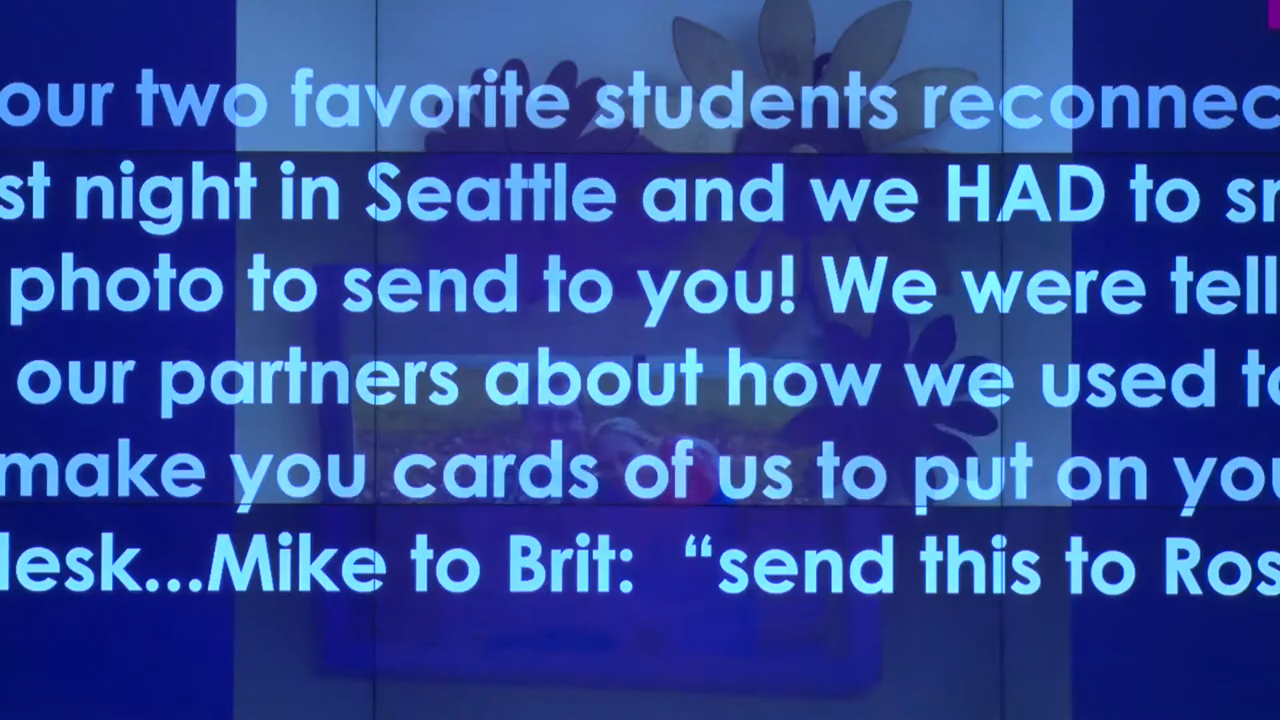 our two favorite students reconnec
st night in Seattle and we HAD to sn
photo to send to you! We were tell
our partners about how we used to
make you cards of us to put on you
desk...Mike to Brit: “send this to Ros